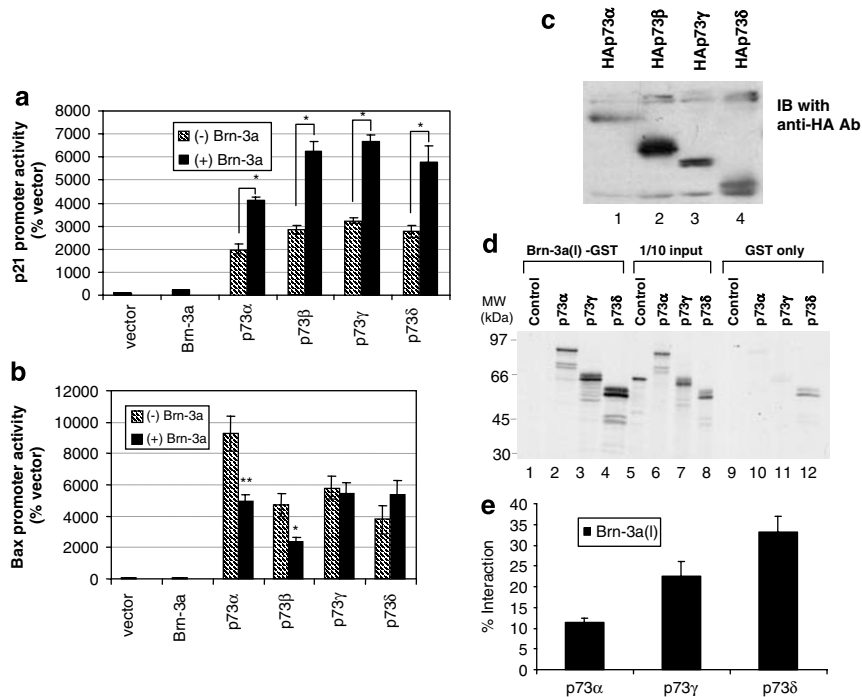 a
p21 promoter activity
(% vector)
8000
7000
6000
5000
4000
3000
2000
1000
0
(-) Brn-3a
(+) Brn-3a
*
*
*
*
vector
Brn-3a
p73α
p73β
p73γ
p73δ
b
Bax promoter activity
(% vector)
12000
10000
8000
6000
4000
2000
0
(-) Brn-3a
(+) Brn-3a
**
*
vector
Brn-3a
p73α
p73β
p73γ
p73δ
c
HAp73α
HAp73β
HAp73γ
HAp73δ
IB with
anti-HA Ab
1 2 3 4
d
Brn-3a(l) -GST 1/10 input GST only
MW
(kDa)
Control p73α p73γ p73δ Control p73α p73γ p73δ Control p73α p73γ p73δ
97
66
45
30
1 2 3 4 5 6 7 8 9 10 11 12
e
% Interaction
40
35
30
25
20
15
10
5
0
Brn-3a(l)
p73α p73γ p73δ